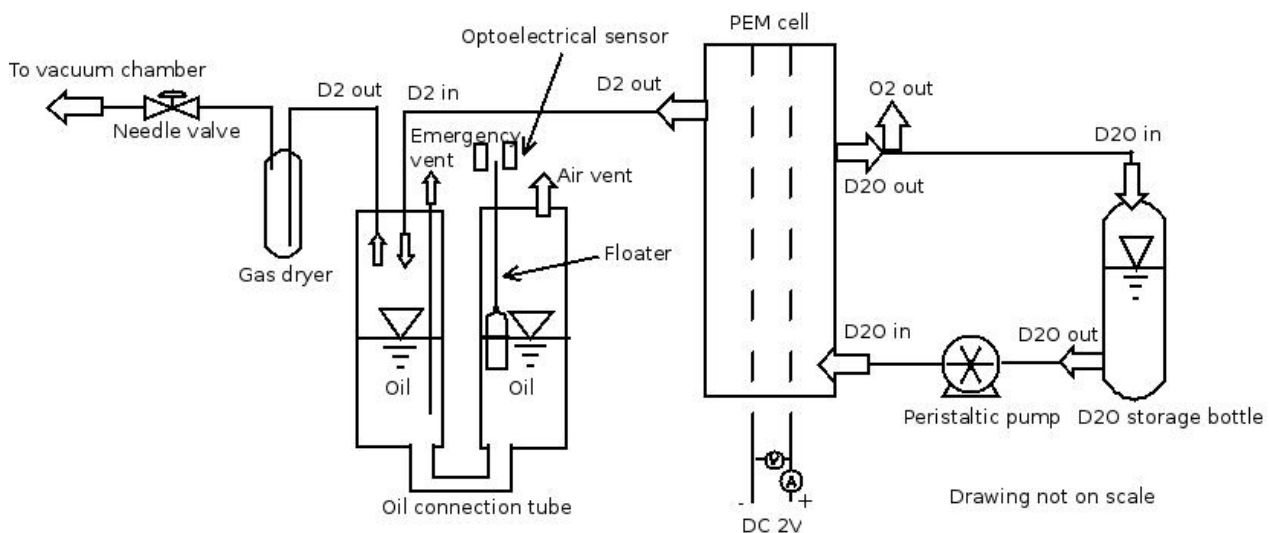 PEM cell
Optoelectrical sensor
To vacuum chamber
Needle valve
D2 out
D2 in
D2 out
O2 out
Emergency
vent
Air vent
D2O in
D2O out
Gas dryer
Floater
Oil
Oil
D2O in
D2O out
Peristaltic pump
D2O storage bottle
Oil connection tube
V
A
-
+
DC 2V
Drawing not on scale